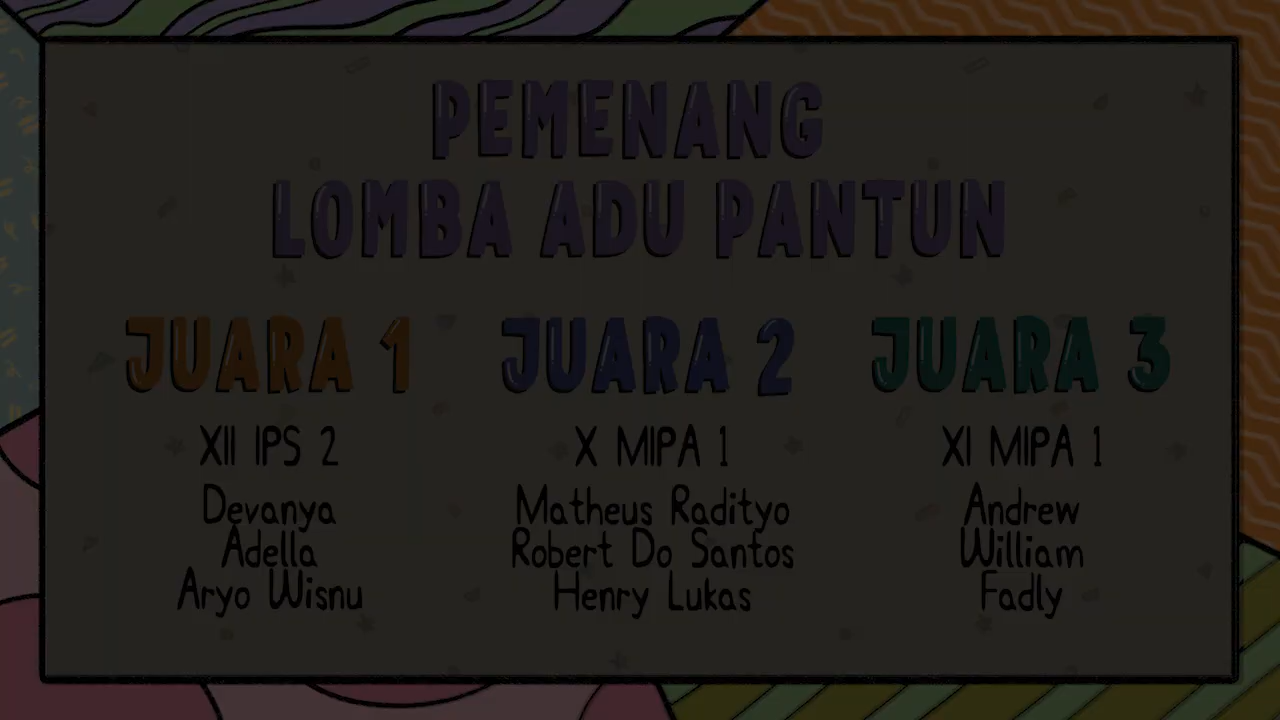 PEMENANG
LOMBA ADU PANTUN
JUARA 1
XII IPS 2
Devanya
Adella
Aryo Wisnu
JUARA 2
X MIPA 1
Matheus Radityo
Robert Do Santos
Henry Lukas
JUARA 3
XI MIPA 1
Andrew
William
Fadly